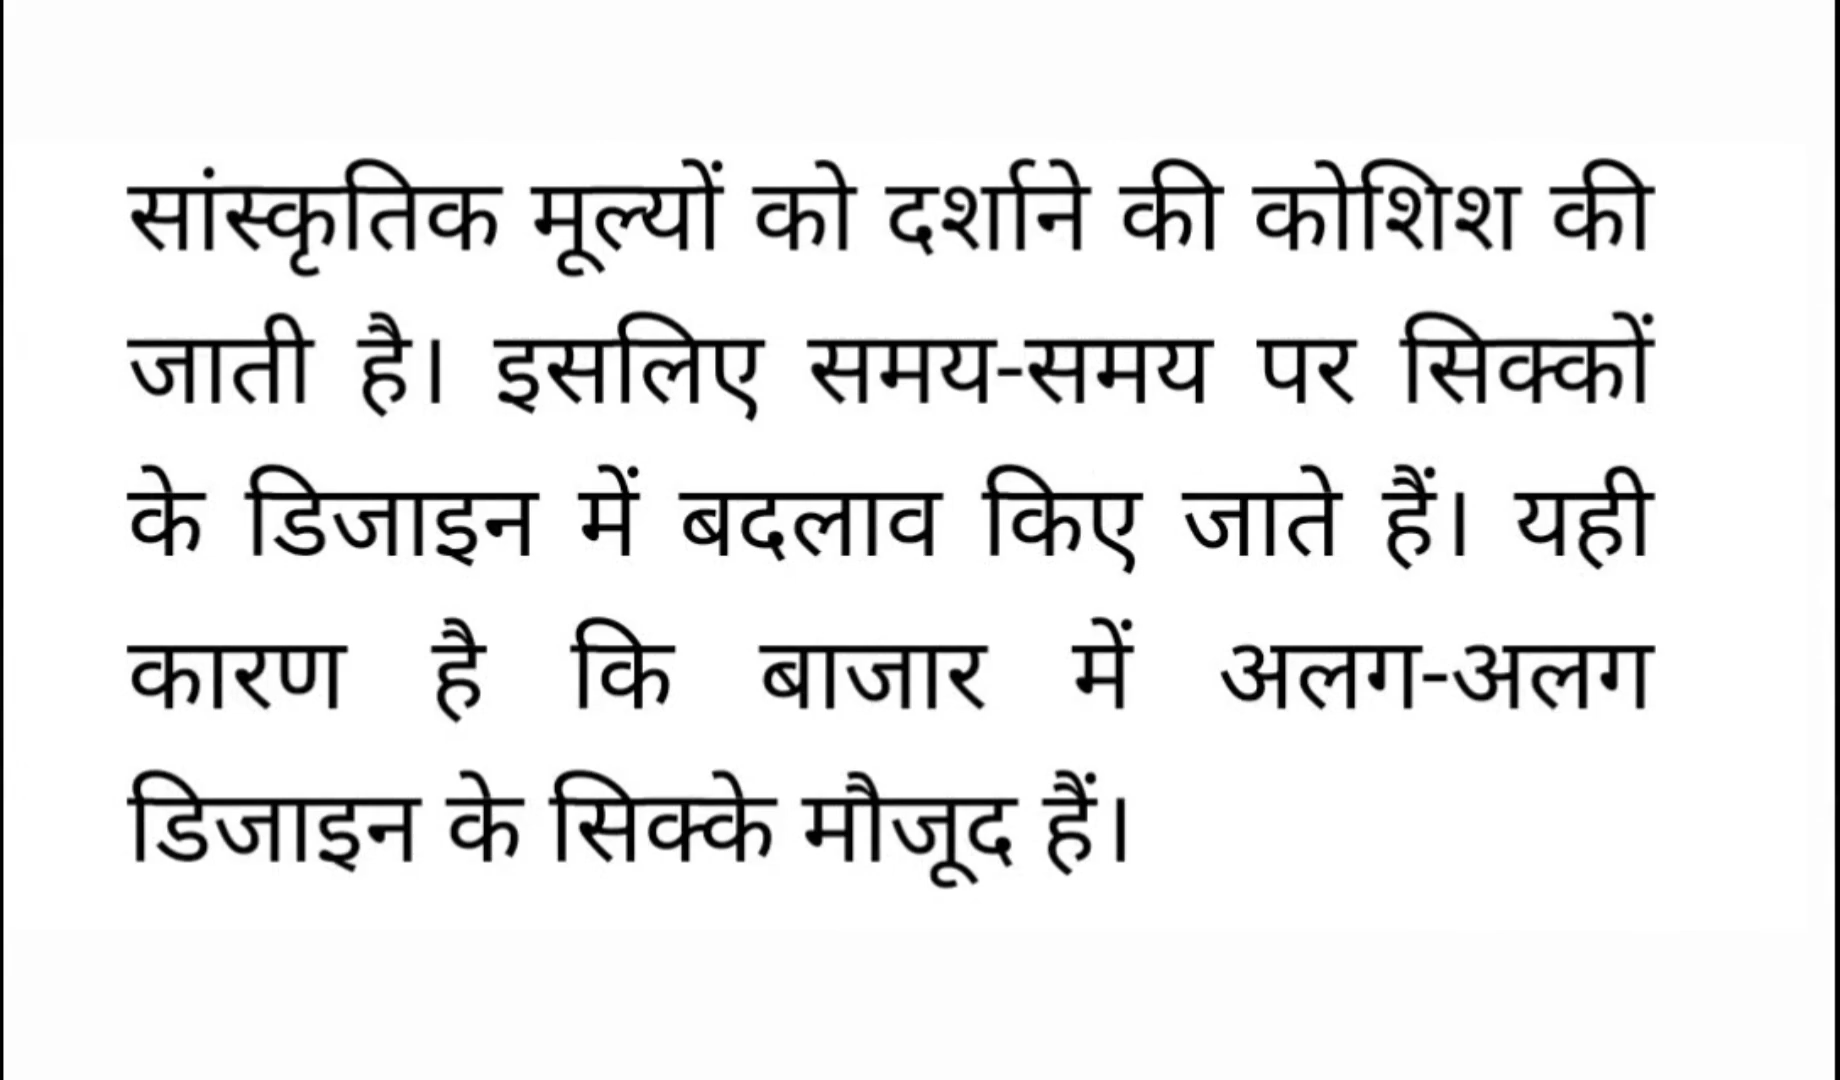 सांस्कृतिक मूल्यों को दर्शाने की कोशिश की
जाती है। इसलिए समय-समय पर सिक्कों
के डिजाइन में बदलाव किए जाते हैं। यही
कारण है कि बाजार में अलग-अलग
डिजाइन के सिक्के मौजूद हैं।